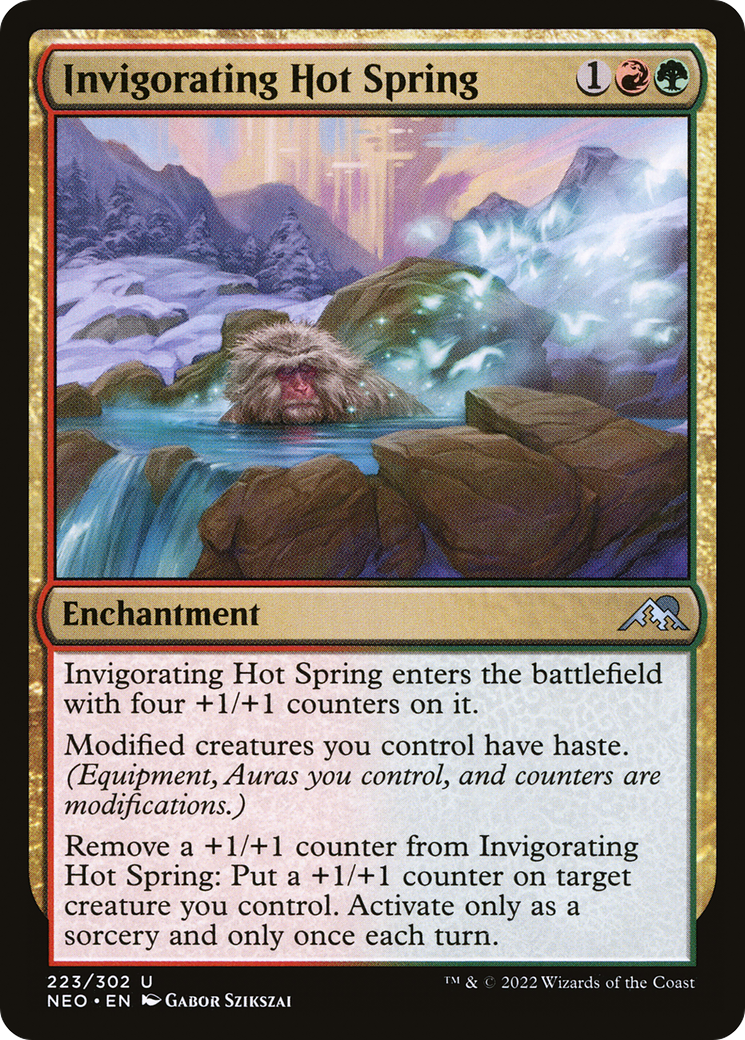 Invigorating Hot Spring 1
Enchantment
Invigorating Hot Spring enters the battlefield
with four +1/+1 counters on it.
Modified creatures you control have haste.
(Equipment, Auras you control, and counters are
modifications.)
Remove a +1/+1 counter from Invigorating
Hot Spring: Put a +1/+1 counter on target
creature you control. Activate only as a
sorcery and only once each turn.
223/302 U
NEO • EN Gabor Szikszai
™ & © 2022 Wizards of the Coast